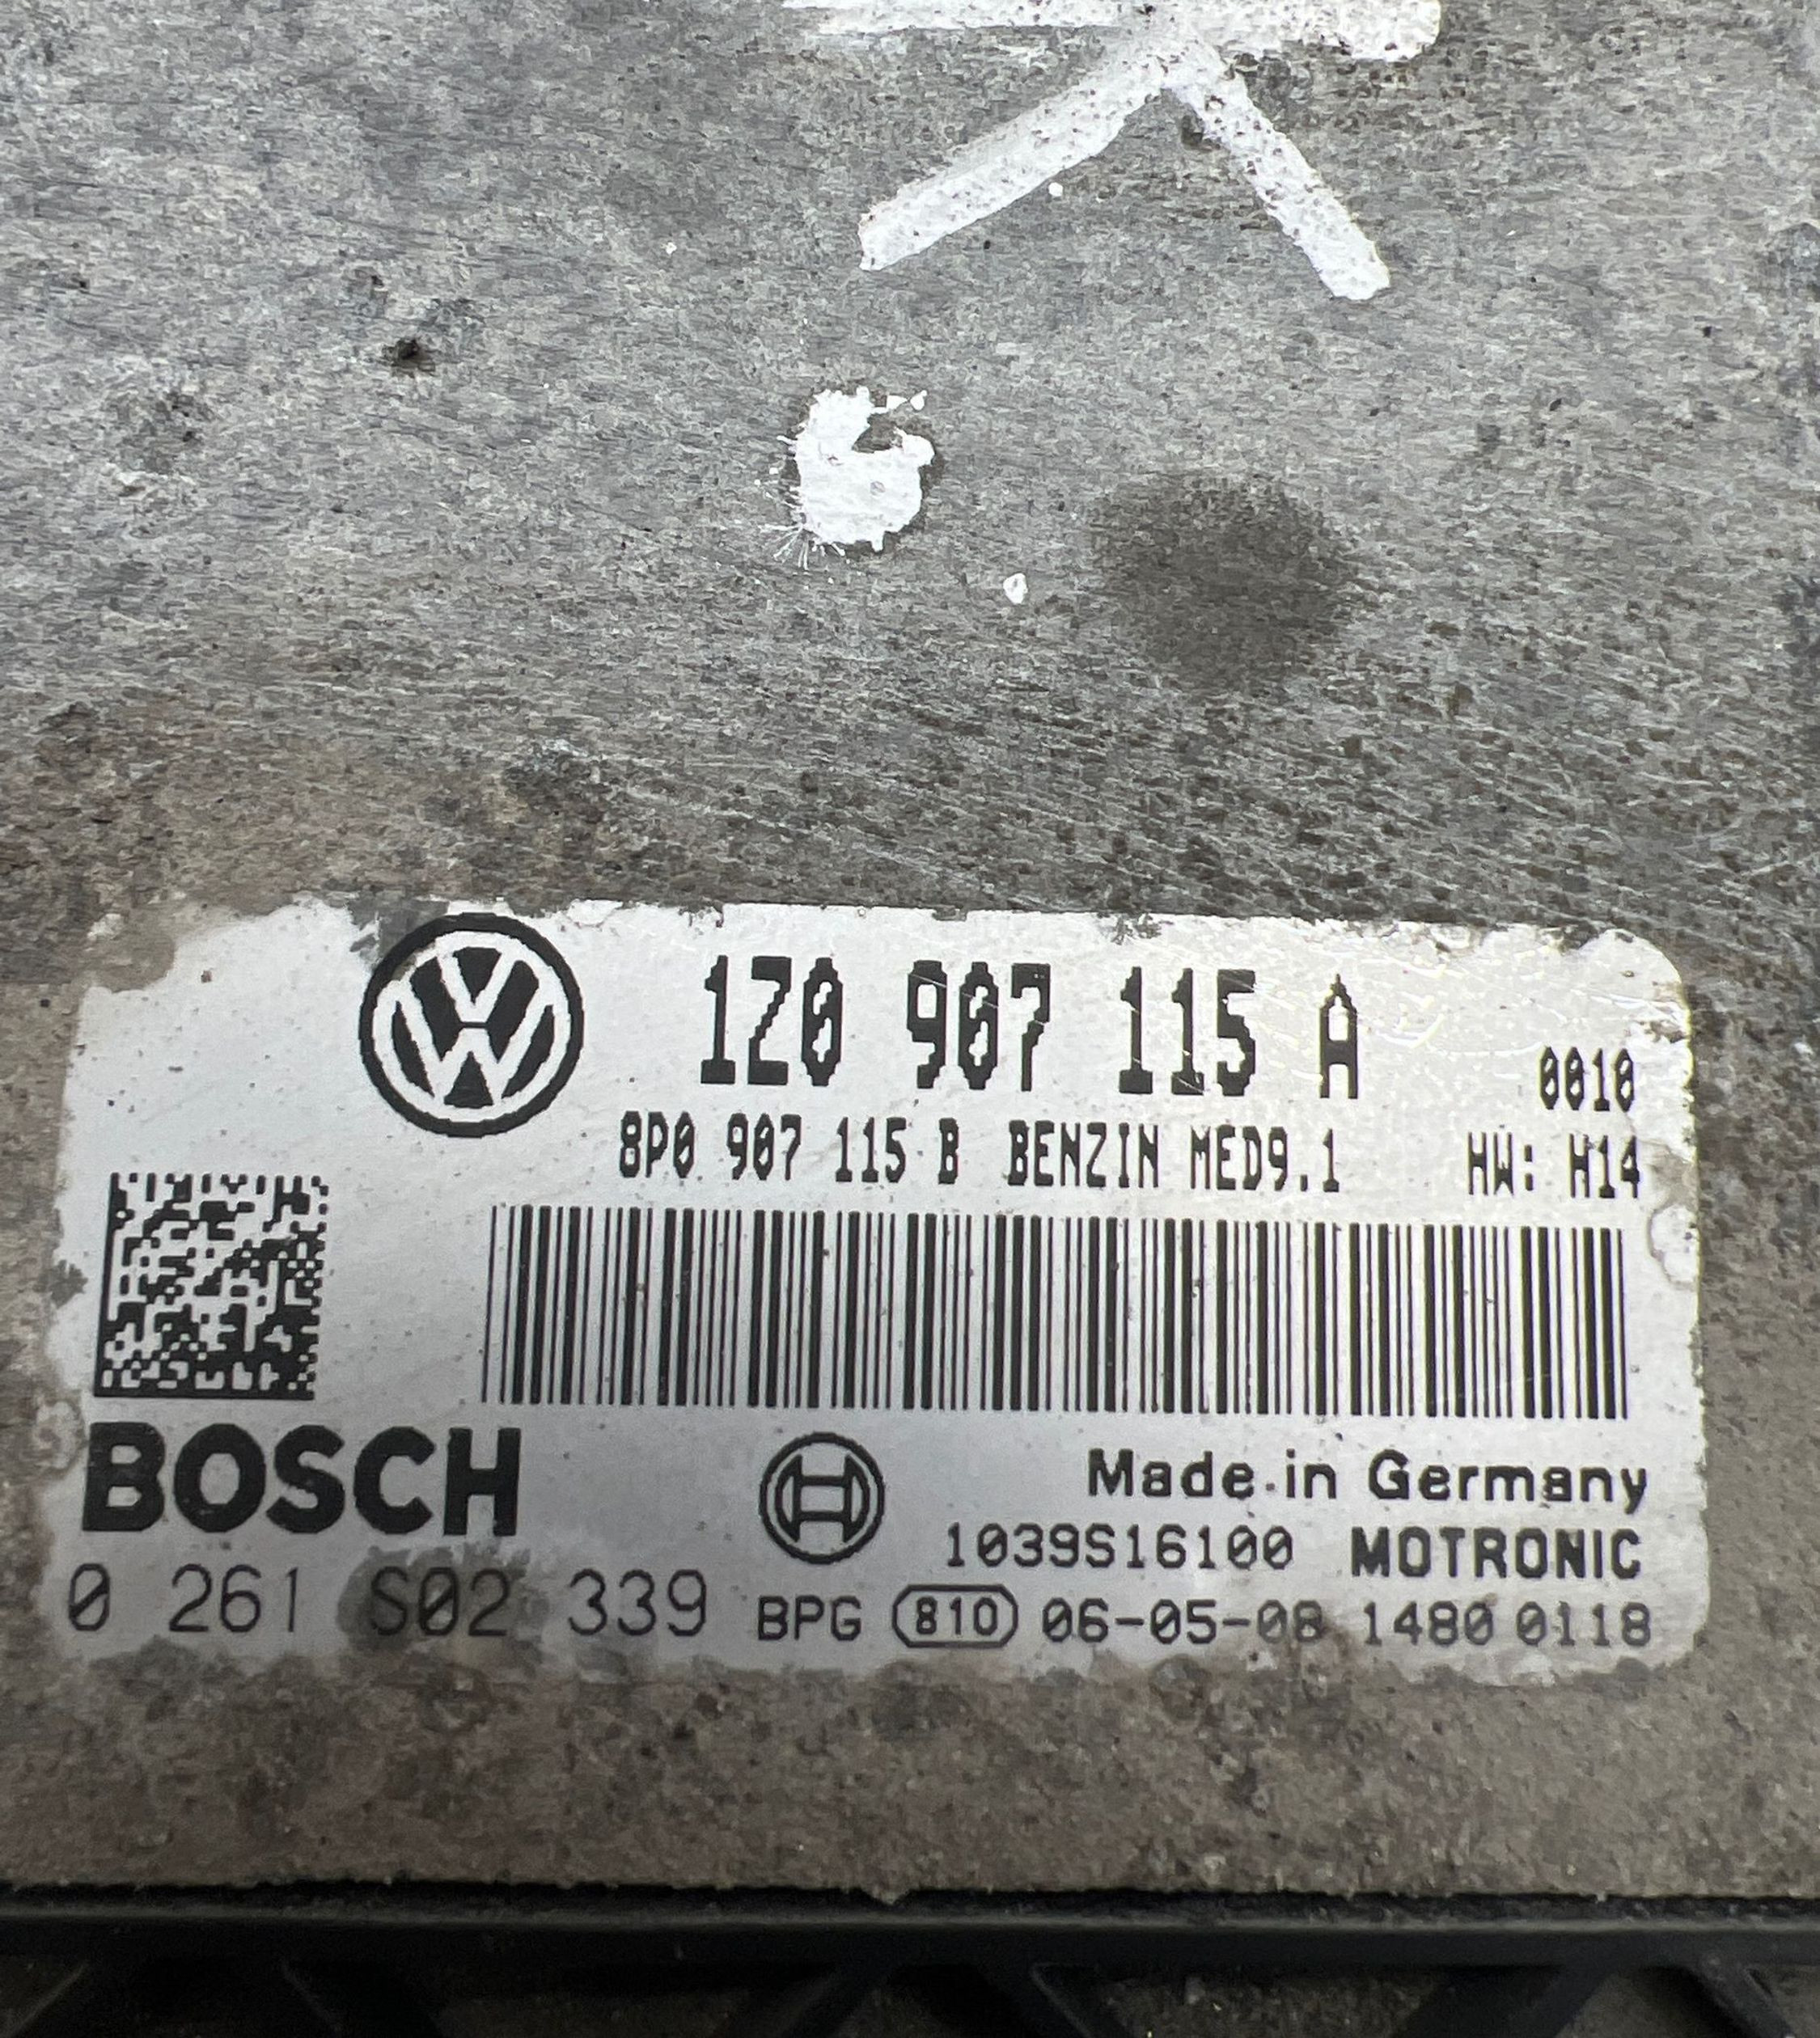 1Z0 907 115 A
0010
8P0 907 115 B BENZIN MED9.1 HW: H14
BOSCH
Made in Germany
1039S16100 MOTRONIC
0 261 S02 339 BPG 810 06-05-08 1480 0118